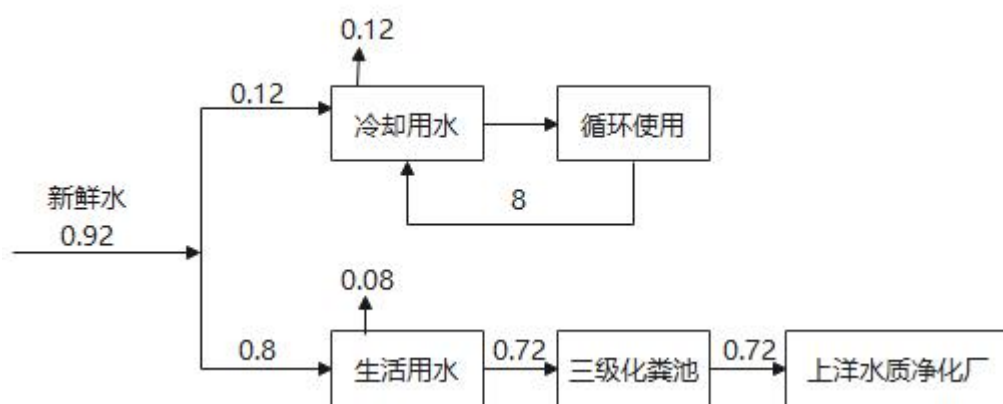 0.12
0.12
冷却用水
循环使用
新鲜水
8
0.92
0.08
0.8
生活用水
0.72
三级化粪池
0.72
上洋水质净化厂